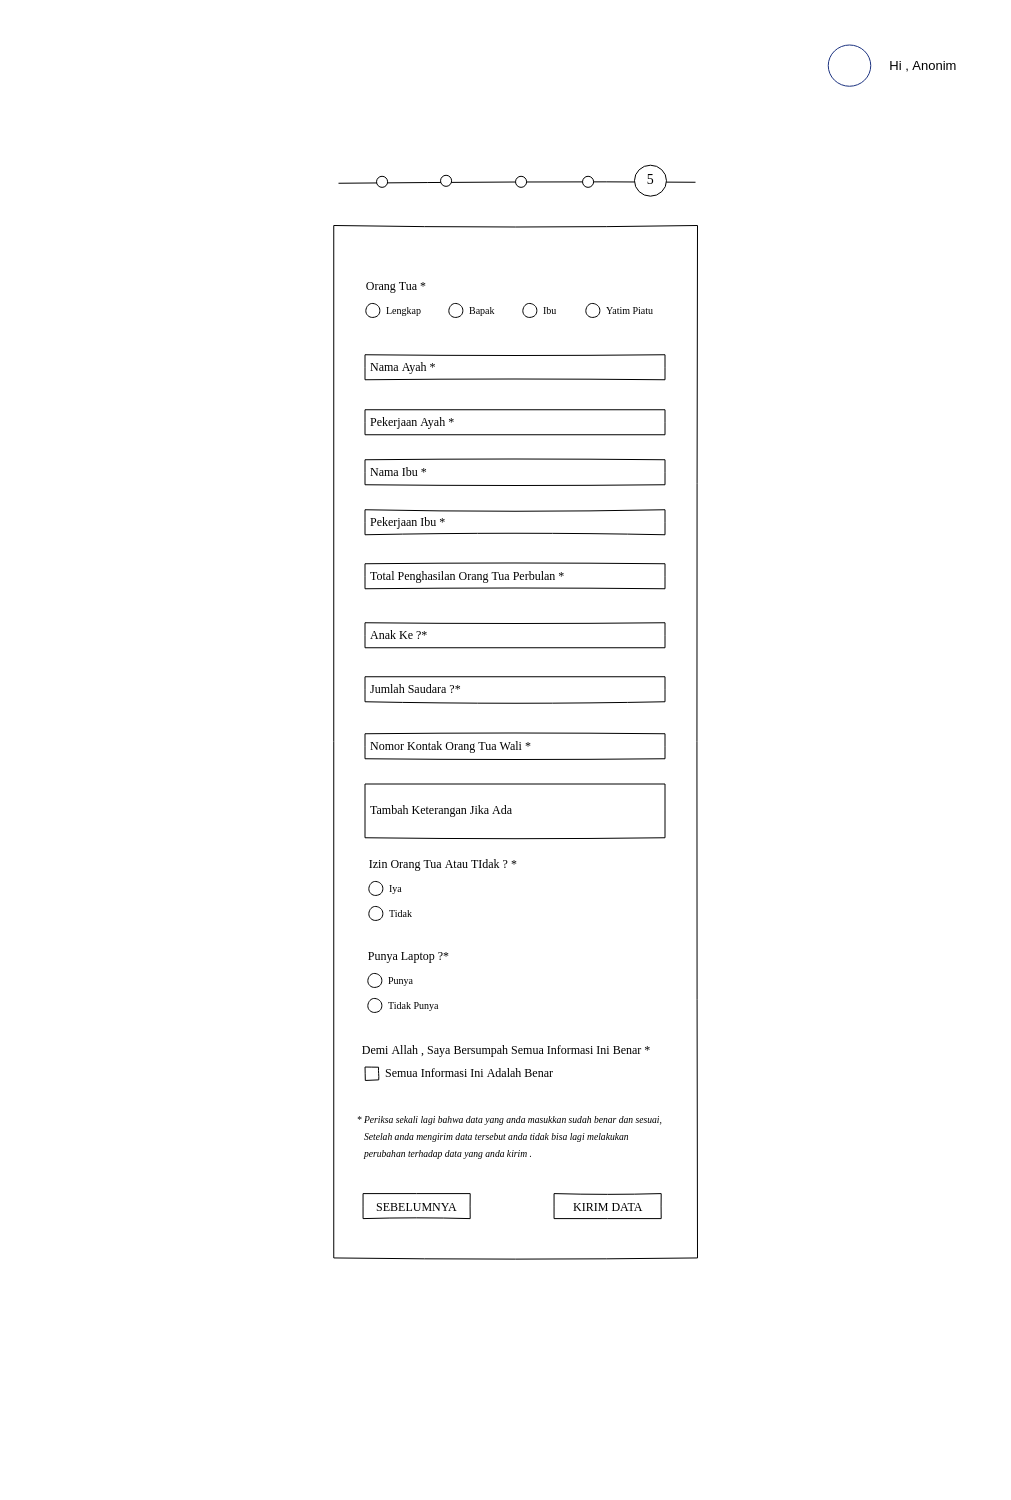 Hi , Anonim
5
Orang Tua *
Lengkap Bapak Ibu Yatim Piatu
Nama Ayah *
Pekerjaan Ayah *
Nama Ibu *
Pekerjaan Ibu *
Total Penghasilan Orang Tua Perbulan *
Anak Ke ?*
Jumlah Saudara ?*
Nomor Kontak Orang Tua Wali *
Tambah Keterangan Jika Ada
Izin Orang Tua Atau TIdak ? *
Iya
Tidak
Punya Laptop ?*
Punya
Tidak Punya
Demi Allah , Saya Bersumpah Semua Informasi Ini Benar *
Semua Informasi Ini Adalah Benar
* Periksa sekali lagi bahwa data yang anda masukkan sudah benar dan sesuai,
Setelah anda mengirim data tersebut anda tidak bisa lagi melakukan
perubahan terhadap data yang anda kirim .
SEBELUMNYA KIRIM DATA